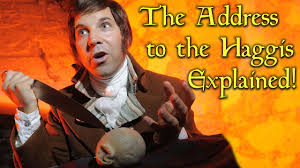 The Address
to the Haggis
Explained!